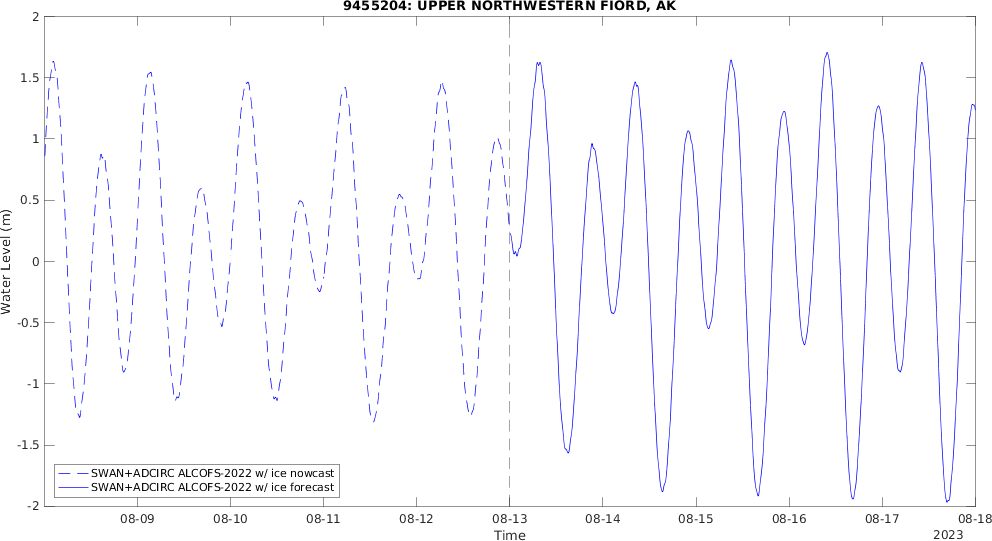 9455204: UPPER NORTHWESTERN FIORD, AK
Water Level (m)
2
1.5
1
0.5
0
-0.5
-1
-1.5
-2
SWAN+ADCIRC ALCOFS-2022 w/ ice nowcast
SWAN+ADCIRC ALCOFS-2022 w/ ice forecast
08-09 08-10 08-11 08-12 08-13 08-14 08-15 08-16 08-17 08-18
Time
2023